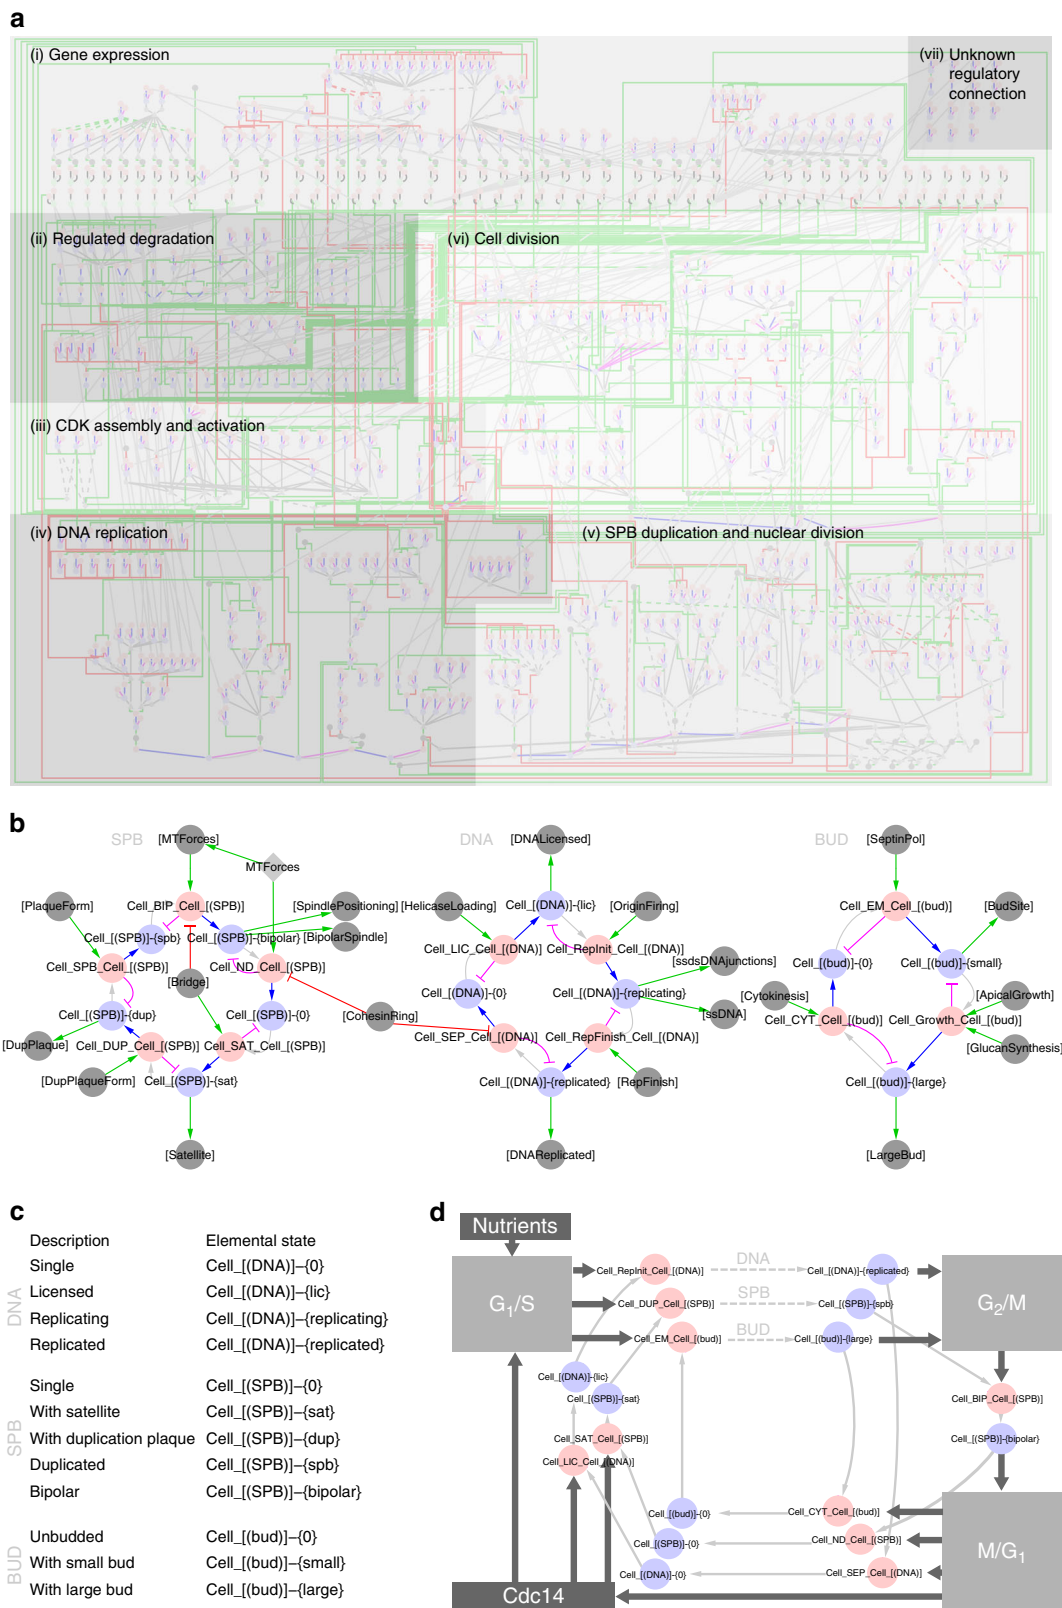 a
(i) Gene expression
(vii) Unknown
regulatory
connection
(ii) Regulated degradation
(vi) Cell division
(iii) CDK assembly and activation
(iv) DNA replication
(v) SPB duplication and nuclear division
b
SPB
[MTForces]
MTForces
DNA
[DNALicensed]
BUD
[SeptinPol]
[PlaqueForm]
Cell_BIP_Cell_[(SPB)]
[SpindlePositioning]
[HelicaseLoading]
Cell_[(DNA)]-{lic}
[OriginFiring]
Cell_EM_Cell_[(bud)]
[BudSite]
Cell_[(SPB)]-{spb}
Cell_[(SPB)]-{bipolar}
[BipolarSpindle]
Cell_LIC_Cell_[(DNA)]
Cell_RepInit_Cell_[(DNA)]
Cell_SPB_Cell_[(SPB)]
Cell_ND_Cell_[(SPB)]
[ssdsDNAjunctions]
Cell_[(bud)]-{0}
Cell_[(bud)]-{small}
[Bridge]
Cell_[(DNA)]-{0}
Cell_[(DNA)]-{replicating}
[Cytokinesis]
[ApicalGrowth]
Cell_[(SPB)]-{dup}
Cell_[(SPB)]-{0}
[CohesinRing]
[ssDNA]
Cell_CYT_Cell_[(bud)]
Cell_Growth_Cell_[(bud)]
[DupPlaque]
Cell_DUP_Cell_[(SPB)]
Cell_SAT_Cell_[(SPB)]
Cell_SEP_Cell_[(DNA)]
Cell_RepFinish_Cell_[(DNA)]
[GlucanSynthesis]
[DupPlaqueForm]
Cell_[(SPB)]-{sat}
Cell_[(DNA)]-{replicated}
[RepFinish]
Cell_[(bud)]-{large}
[Satellite]
[DNAReplicated]
[LargeBud]
c
Description Elemental state
DNA
Single Cell_[(DNA)]–{0}
Licensed Cell_[(DNA)]–{lic}
Replicating Cell_[(DNA)]–{replicating}
Replicated Cell_[(DNA)]–{replicated}
SPB
Single Cell_[(SPB)]–{0}
With satellite Cell_[(SPB)]–{sat}
With duplication plaque Cell_[(SPB)]–{dup}
Duplicated Cell_[(SPB)]–{spb}
Bipolar Cell_[(SPB)]–{bipolar}
BUD
Unbudded Cell_[(bud)]–{0}
With small bud Cell_[(bud)]–{small}
With large bud Cell_[(bud)]–{large}
d
Nutrients
G₁/S
Cell_RepInit_Cell_[(DNA)]
DNA
Cell_[(DNA)]-{replicated}
G₂/M
Cell_DUP_Cell_[(SPB)]
SPB
Cell_[(SPB)]-{spb}
Cell_EM_Cell_[(bud)]
BUD
Cell_[(bud)]-{large}
Cell_[(DNA)]-{lic}
Cell_[(SPB)]-{sat}
Cell_BIP_Cell_[(SPB)]
Cell_SAT_Cell_[(SPB)]
Cell_[(SPB)]-{bipolar}
Cell_LIC_Cell_[(DNA)]
Cell_[(bud)]-{0}
Cell_CYT_Cell_[(bud)]
Cell_[(SPB)]-{0}
Cell_ND_Cell_[(SPB)]
M/G₁
Cell_[(DNA)]-{0}
Cell_SEP_Cell_[(DNA)]
Cdc14